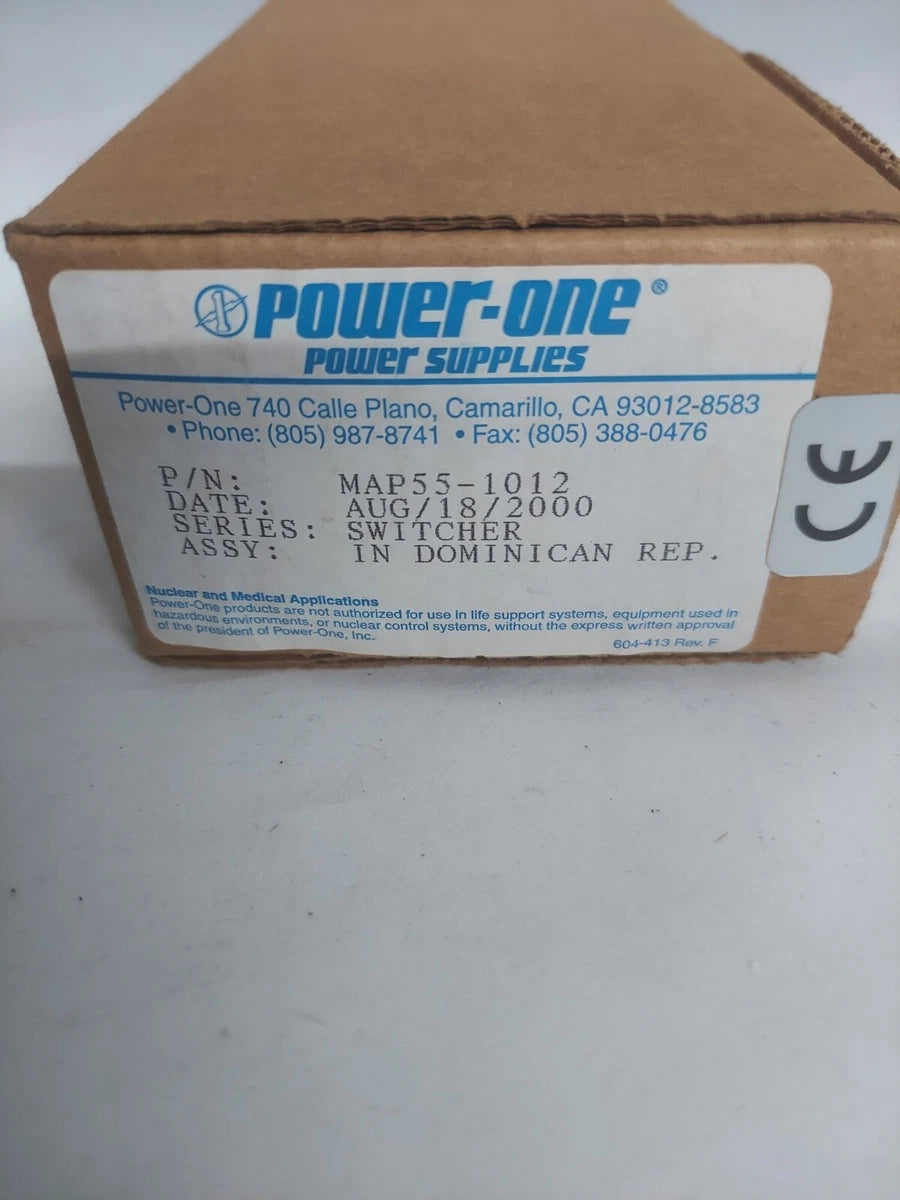 POWER-ONE®
POWER SUPPLIES
Power-One 740 Calle Plano, Camarillo, CA 93012-8583
• Phone: (805) 987-8741 • Fax: (805) 388-0476
P/N: MAP55-1012
DATE: AUG/18/2000
SERIES: SWITCHER
ASSY: IN DOMINICAN REP.
Nuclear and Medical Applications
Power-One products are not authorized for use in life support systems, equipment used in
hazardous environments, or nuclear control systems, without the express written approval
of the president of Power-One, Inc.
604-413 Rev. F
CE